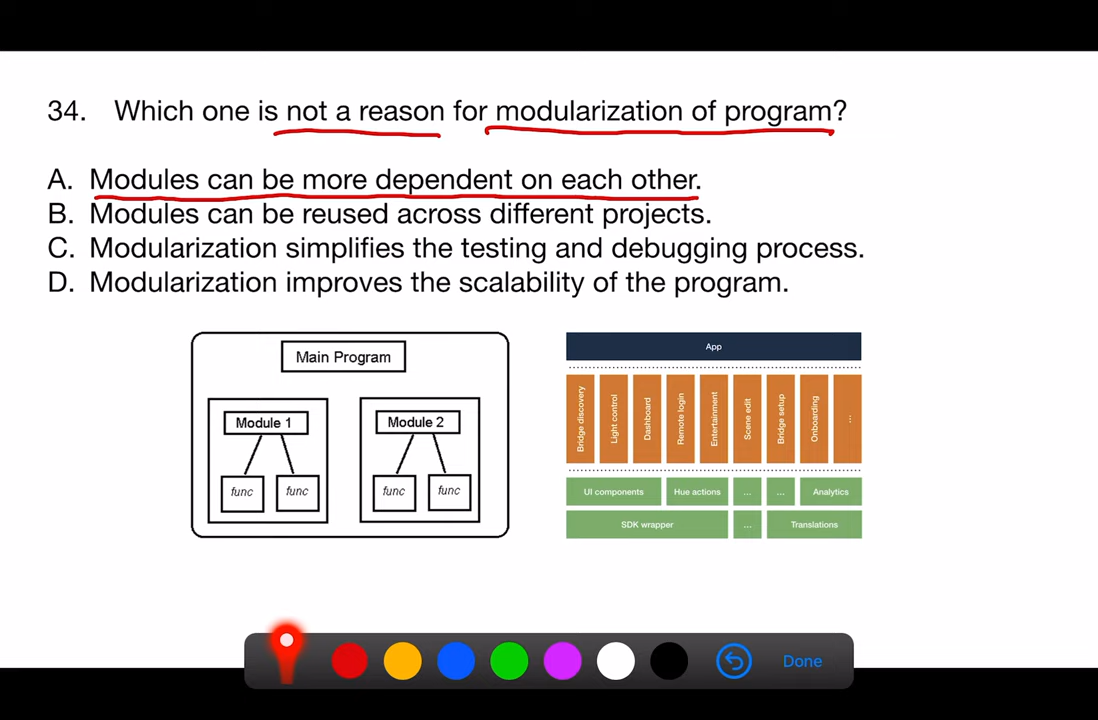 34. Which one is not a reason for modularization of program?
A. Modules can be more dependent on each other.
B. Modules can be reused across different projects.
C. Modularization simplifies the testing and debugging process.
D. Modularization improves the scalability of the program.
Main Program
Module 1
Module 2
func
func
func
func
App
Bridge discovery
Light control
Dashboard
Remote login
Entertainment
Scene edit
Bridge setup
Onboarding
...
UI components
Hue actions
...
...
Analytics
SDK wrapper
...
Translations
Done